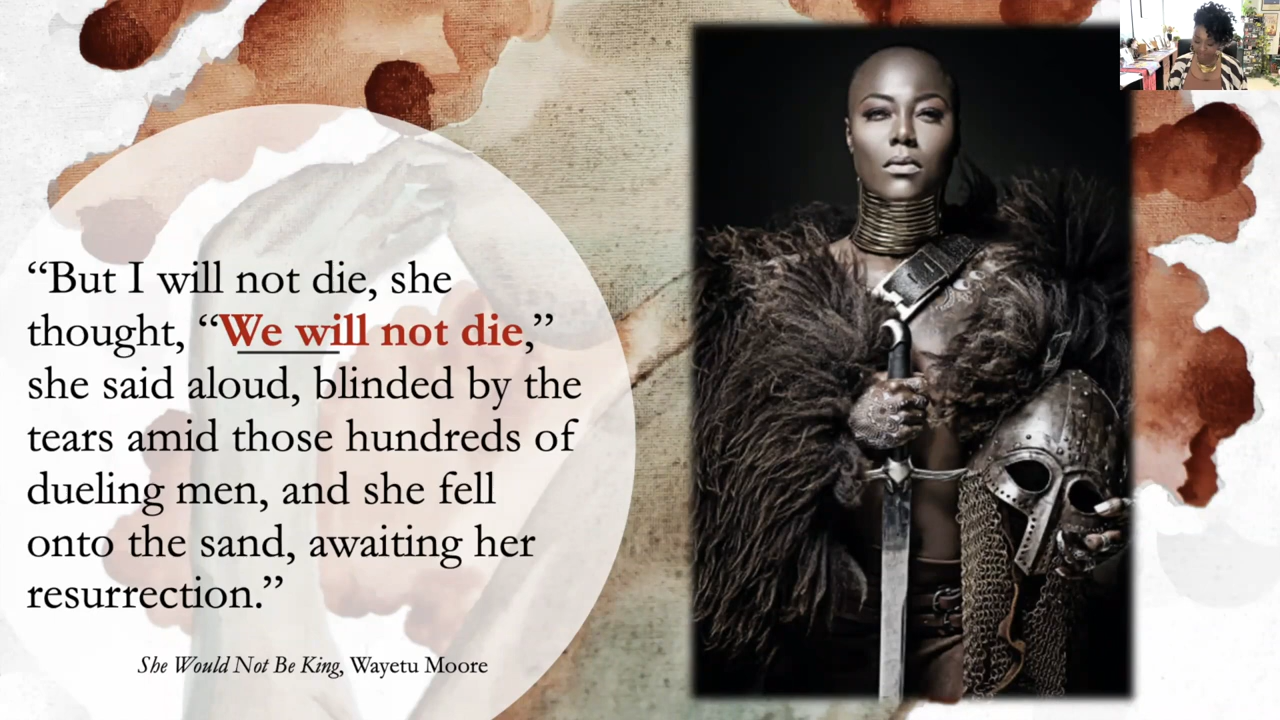 “But I will not die, she
thought, “We will not die,”
she said aloud, blinded by the
tears amid those hundreds of
dueling men, and she fell
onto the sand, awaiting her
resurrection.”
She Would Not Be King, Wayetu Moore